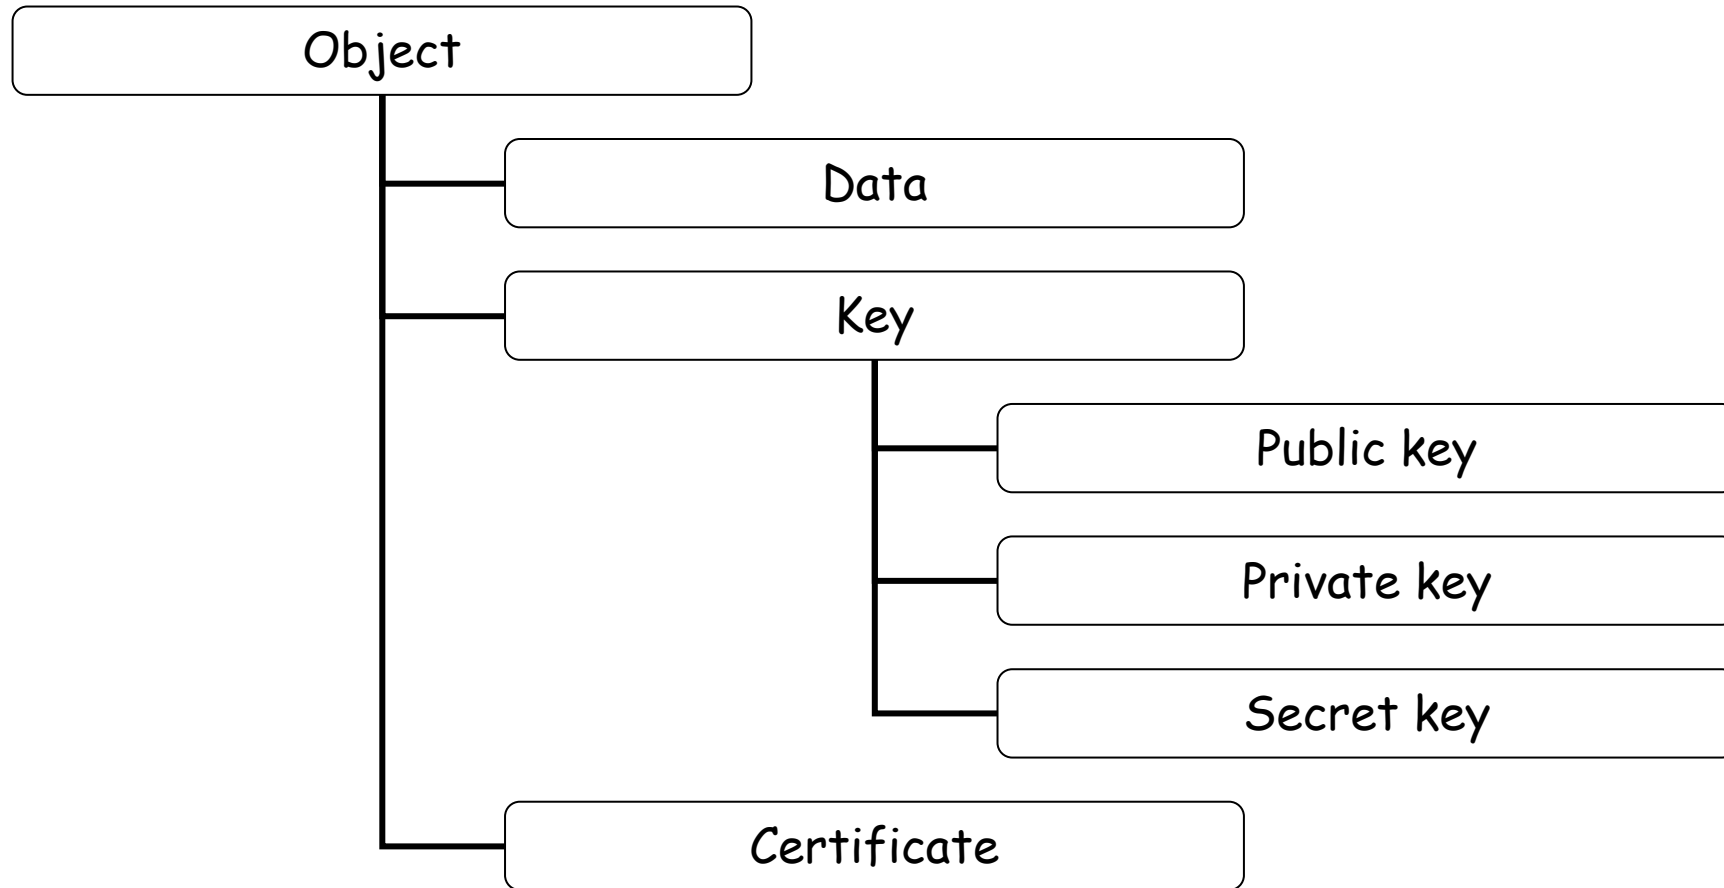 Object
Data
Key
Public key
Private key
Secret key
Certificate